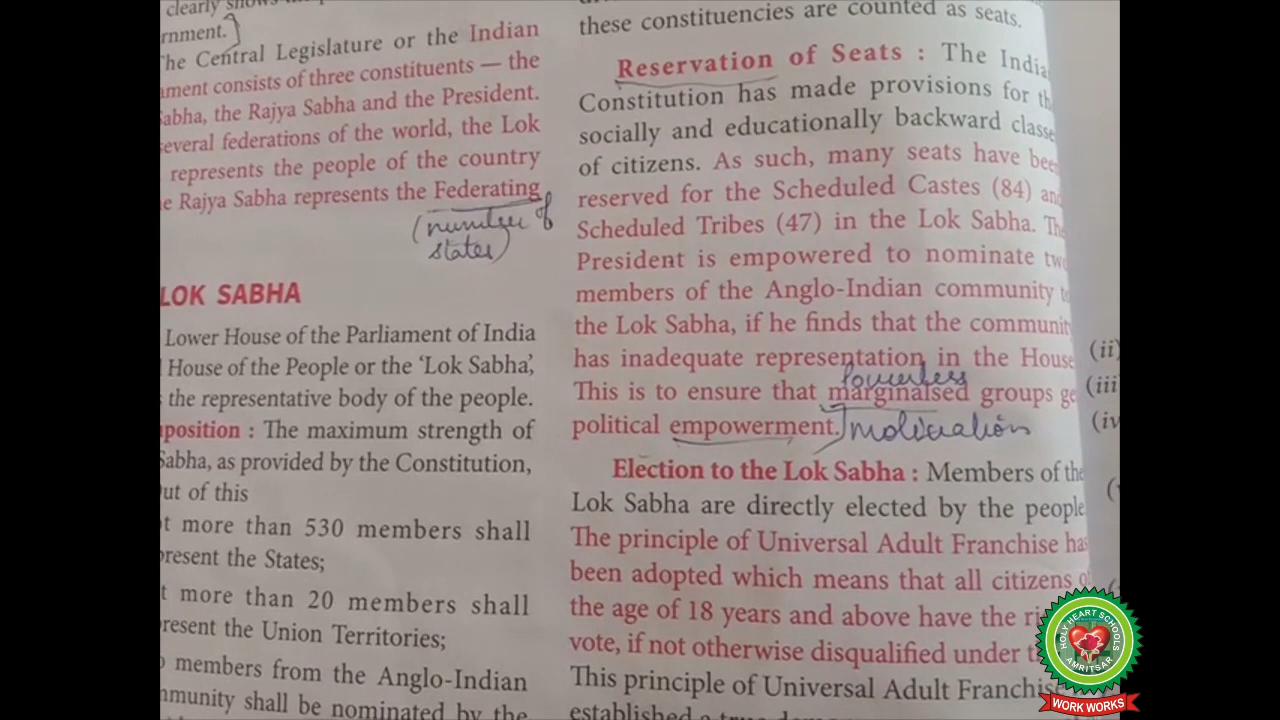 clearly
rnment.
The Central Legislature or the Indian
ament consists of three constituents — the
abha, the Rajya Sabha and the President.
several federations of the world, the Lok
represents the people of the country
e Rajya Sabha represents the Federating
(number of
states)
LOK SABHA
Lower House of the Parliament of India
House of the People or the 'Lok Sabha',
the representative body of the people.
position : The maximum strength of
Sabha, as provided by the Constitution,
ut of this
t more than 530 members shall
present the States;
t more than 20 members shall
present the Union Territories;
members from the Anglo-Indian
mmunity shall be nominated by the
these constituencies are counted as seats.
Reservation of Seats : The India
Constitution has made provisions for th
socially and educationally backward classe
of citizens. As such, many seats have bee
reserved for the Scheduled Castes (84) and
Scheduled Tribes (47) in the Lok Sabha. The
President is empowered to nominate two
members of the Anglo-Indian community t
the Lok Sabha, if he finds that the communit
has inadequate representation in the House
powerless
This is to ensure that marginalised groups ge
political empowerment.
Election to the Lok Sabha : Members of the
Lok Sabha are directly elected by the people
The principle of Universal Adult Franchise has
been adopted which means that all citizens o
the age of 18 years and above have the ri
vote, if not otherwise disqualified under t
This principle of Universal Adult Franchise
established a true
(ii)
(iii
(iv
HOLY HEART SCHOOLS
AMRITSAR
WORK WORKS